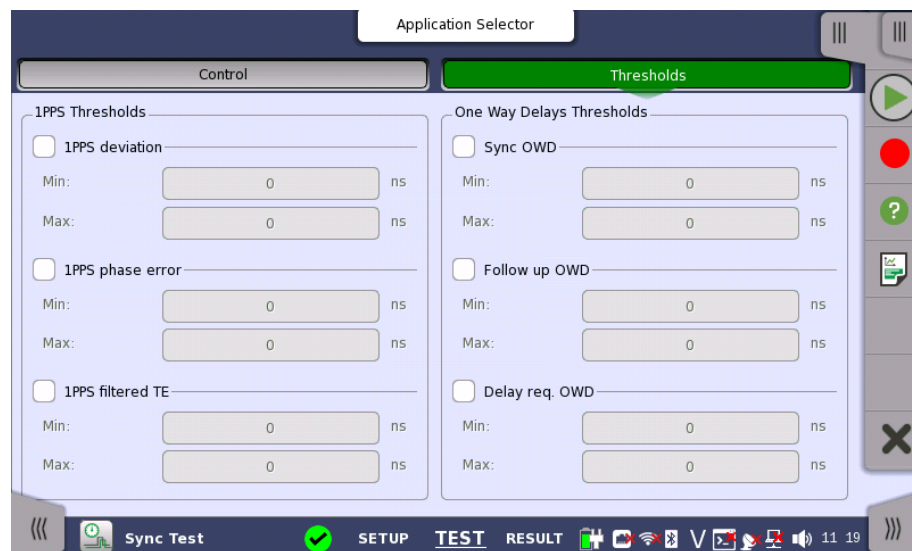 Application Selector
Control
Thresholds
1PPS Thresholds
1PPS deviation
Min: 0 ns
Max: 0 ns
1PPS phase error
Min: 0 ns
Max: 0 ns
1PPS filtered TE
Min: 0 ns
Max: 0 ns
One Way Delays Thresholds
Sync OWD
Min: 0 ns
Max: 0 ns
Follow up OWD
Min: 0 ns
Max: 0 ns
Delay req. OWD
Min: 0 ns
Max: 0 ns
Sync Test SETUP TEST RESULT V 11 19